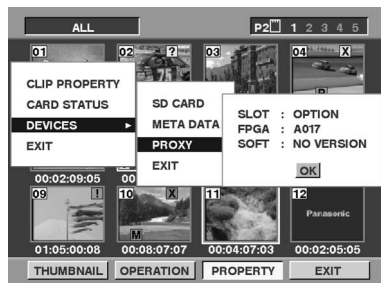 ALL
P2 1 2 3 4 5
01
02 ?
03
04 X
CLIP PROPERTY
CARD STATUS
DEVICES
EXIT
SD CARD
META DATA
PROXY
EXIT
SLOT : OPTION
FPGA : A017
SOFT : NO VERSION
OK
00:02:09:05
00
09 !
10 X
M
11
12
Panasonic
01:05:00:08
00:08:07:07
00:04:07:03
00:02:05:05
THUMBNAIL
OPERATION
PROPERTY
EXIT